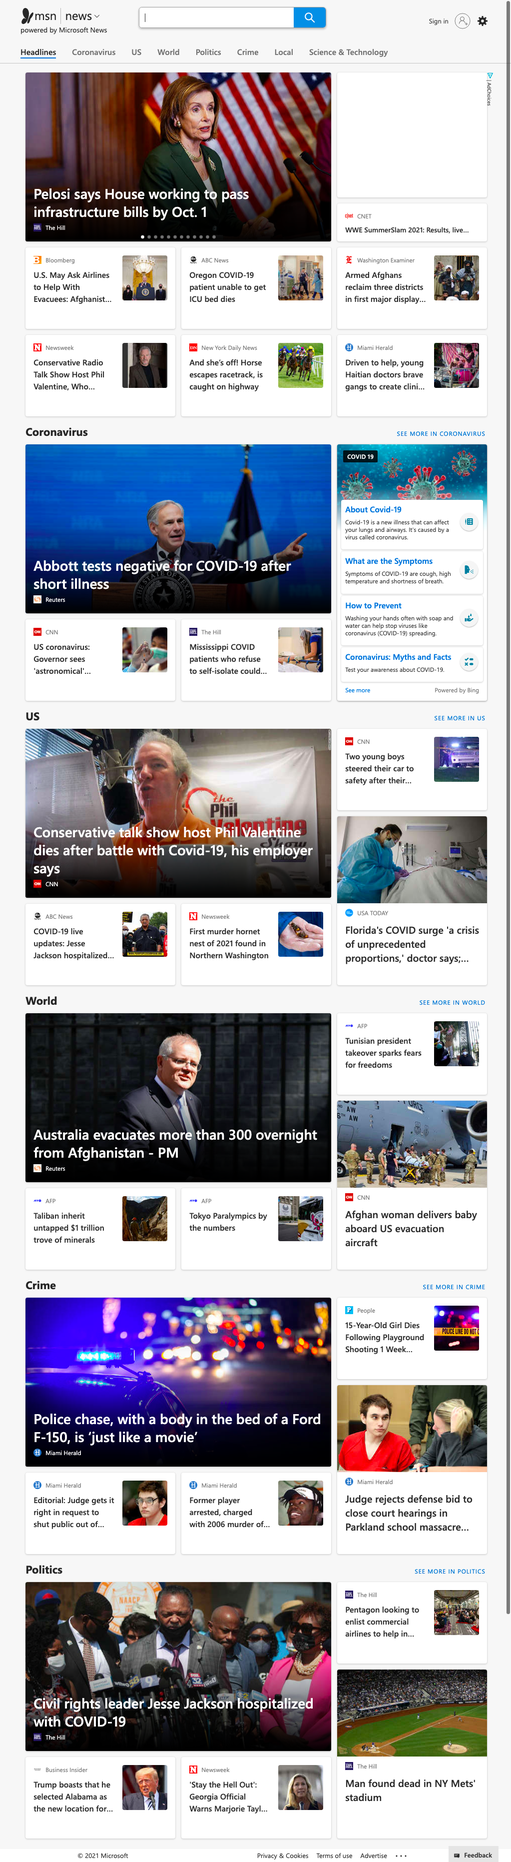 msn news
powered by Microsoft News
Sign in
Headlines Coronavirus US World Politics Crime Local Science & Technology
Pelosi says House working to pass
infrastructure bills by Oct. 1
The Hill
AdChoices
CNET
WWE SummerSlam 2021: Results, live...
Bloomberg
U.S. May Ask Airlines
to Help With
Evacuees: Afghanist...
ABC News
Oregon COVID-19
patient unable to get
ICU bed dies
Washington Examiner
Armed Afghans
reclaim three districts
in first major display...
Newsweek
Conservative Radio
Talk Show Host Phil
Valentine, Who...
New York Daily News
And she's off! Horse
escapes racetrack, is
caught on highway
Miami Herald
Driven to help, young
Haitian doctors brave
gangs to create clini...
Coronavirus
SEE MORE IN CORONAVIRUS
Abbott tests negative for COVID-19 after
short illness
Reuters
COVID 19
About Covid-19
Covid-19 is a new illness that can affect
your lungs and airways. It's caused by a
virus called coronavirus.
What are the Symptoms
Symptoms of COVID-19 are cough, high
temperature and shortness of breath.
How to Prevent
Washing your hands often with soap and
water can help stop viruses like
coronavirus (COVID-19) spreading.
Coronavirus: Myths and Facts
Test your awareness about COVID-19.
See more
Powered by Bing
CNN
US coronavirus:
Governor sees
'astronomical'...
The Hill
Mississippi COVID
patients who refuse
to self-isolate could...
US
SEE MORE IN US
the
Phil
Valentine
Show
Conservative talk show host Phil Valentine
dies after battle with Covid-19, his employer
says
CNN
CNN
Two young boys
steered their car to
safety after their...
USA TODAY
Florida's COVID surge 'a crisis
of unprecedented
proportions,' doctor says;...
ABC News
COVID-19 live
updates: Jesse
Jackson hospitalized...
Newsweek
First murder hornet
nest of 2021 found in
Northern Washington
World
SEE MORE IN WORLD
Australia evacuates more than 300 overnight
from Afghanistan - PM
Reuters
AFP
Tunisian president
takeover sparks fears
for freedoms
CNN
Afghan woman delivers baby
aboard US evacuation
aircraft
AFP
Taliban inherit
untapped $1 trillion
trove of minerals
AFP
Tokyo Paralympics by
the numbers
Crime
SEE MORE IN CRIME
Police chase, with a body in the bed of a Ford
F-150, is ‘just like a movie’
Miami Herald
People
15-Year-Old Girl Dies
Following Playground
Shooting 1 Week...
Miami Herald
Judge rejects defense bid to
close court hearings in
Parkland school massacre...
Miami Herald
Editorial: Judge gets it
right in request to
shut public out of...
Miami Herald
Former player
arrested, charged
with 2006 murder of...
Politics
SEE MORE IN POLITICS
NAACP
Civil rights leader Jesse Jackson hospitalized
with COVID-19
The Hill
The Hill
Pentagon looking to
enlist commercial
airlines to help in...
The Hill
Man found dead in NY Mets'
stadium
Business Insider
Trump boasts that he
selected Alabama as
the new location for...
Newsweek
'Stay the Hell Out':
Georgia Official
Warns Marjorie Tayl...
© 2021 Microsoft
Privacy & Cookies Terms of use Advertise
Feedback